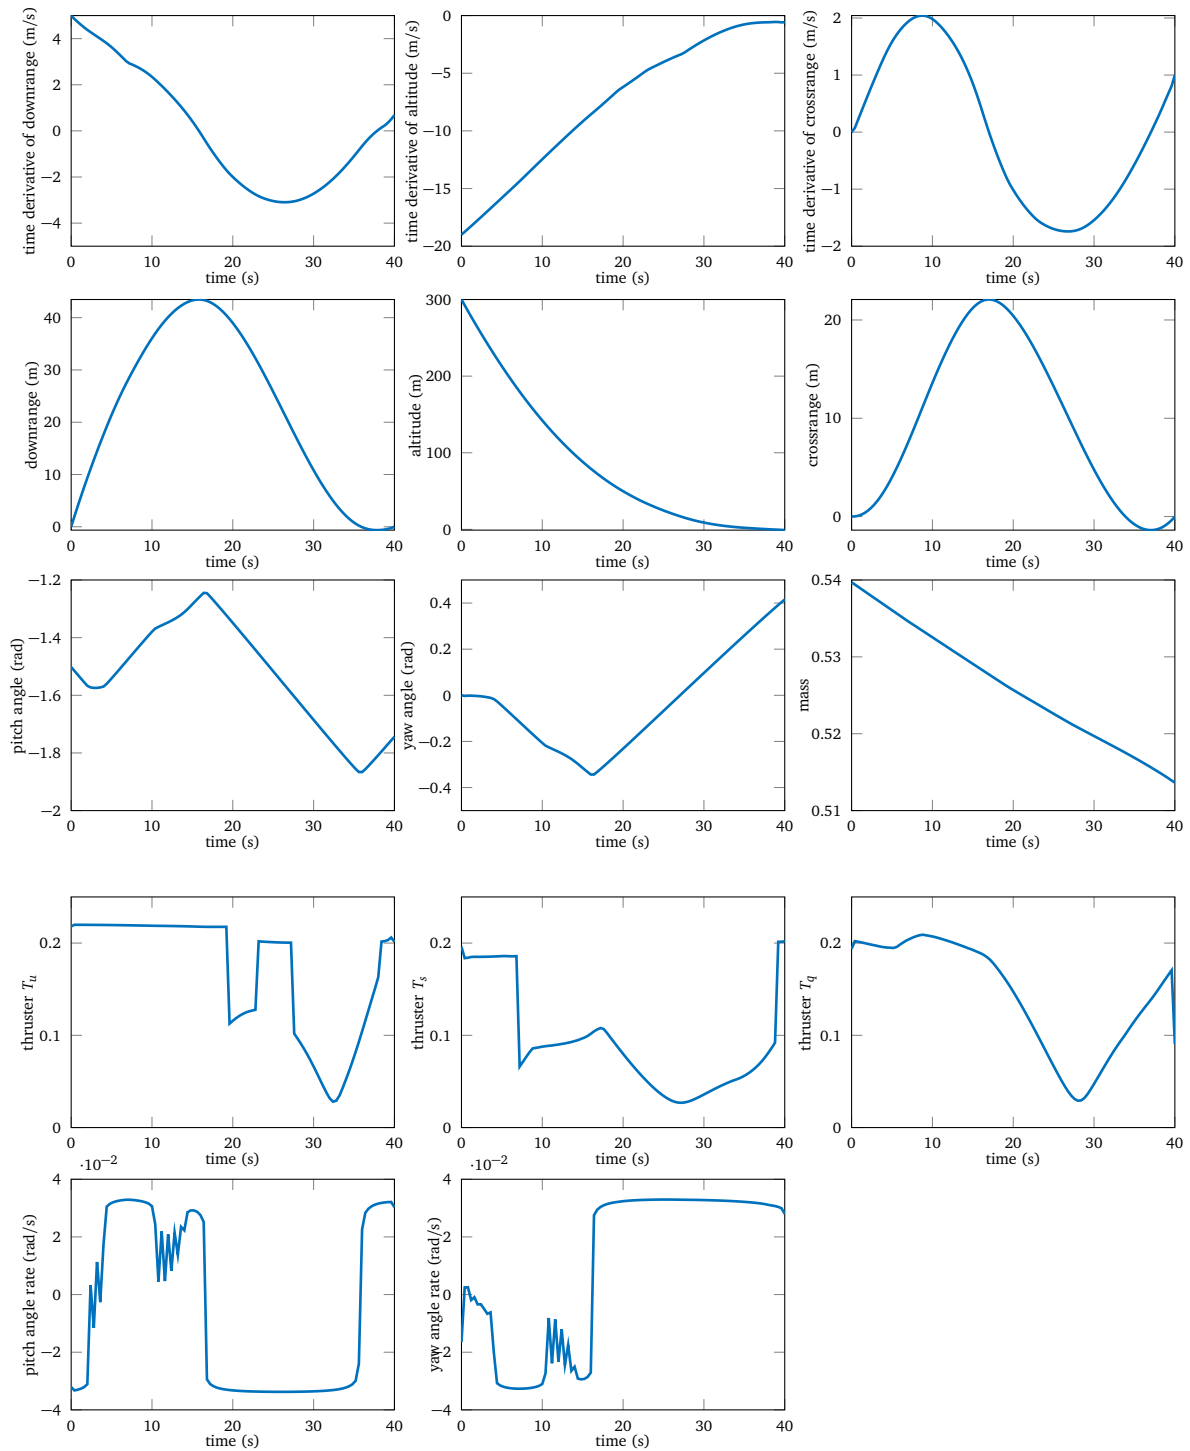 time derivative of downrange (m/s)
4
2
0
−2
−4
0 10 20 30 40
time (s)
time derivative of altitude (m/s)
0
−5
−10
−15
−20
0 10 20 30 40
time (s)
time derivative of crossrange (m/s)
2
1
0
−1
−2
0 10 20 30 40
time (s)
downrange (m)
40
30
20
10
0
0 10 20 30 40
time (s)
altitude (m)
300
200
100
0
0 10 20 30 40
time (s)
crossrange (m)
20
10
0
0 10 20 30 40
time (s)
pitch angle (rad)
−1.2
−1.4
−1.6
−1.8
−2
0 10 20 30 40
time (s)
yaw angle (rad)
0.4
0.2
0
−0.2
−0.4
0 10 20 30 40
time (s)
mass
0.54
0.53
0.52
0.51
0 10 20 30 40
time (s)
thruster T_u
0.2
0.1
0
0 10 20 30 40
time (s)
thruster T_s
0.2
0.1
0
0 10 20 30 40
time (s)
thruster T_q
0.2
0.1
0
0 10 20 30 40
time (s)
·10⁻²
pitch angle rate (rad/s)
4
2
0
−2
−4
0 10 20 30 40
time (s)
·10⁻²
yaw angle rate (rad/s)
4
2
0
−2
−4
0 10 20 30 40
time (s)